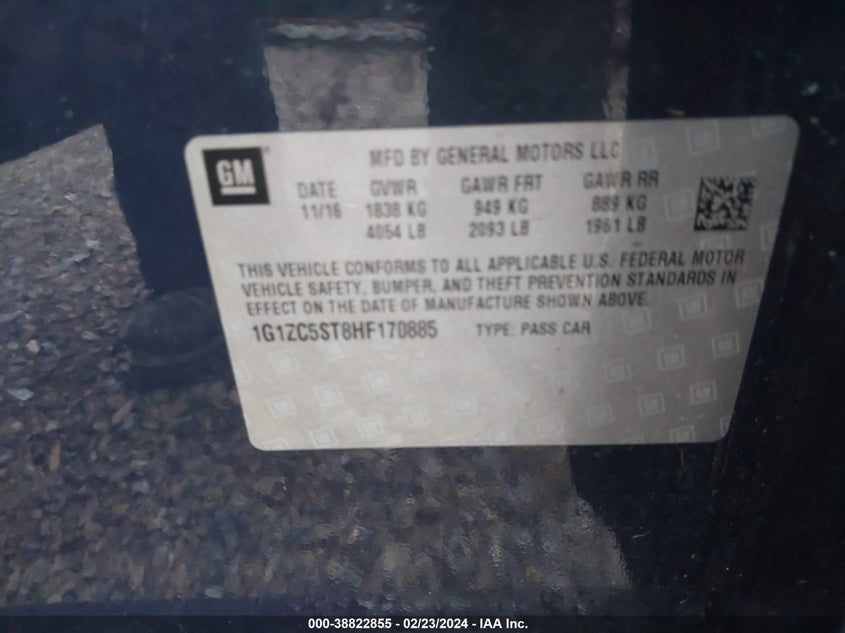 GM
MFD BY GENERAL MOTORS LLC
DATE GVWR GAWR FRT GAWR RR
11/16 1838 KG 949 KG 889 KG
4054 LB 2093 LB 1961 LB
THIS VEHICLE CONFORMS TO ALL APPLICABLE U.S. FEDERAL MOTOR
VEHICLE SAFETY, BUMPER, AND THEFT PREVENTION STANDARDS IN
EFFECT ON THE DATE OF MANUFACTURE SHOWN ABOVE.
1G1ZC5ST8HF170885 TYPE: PASS CAR
000-38822855 - 02/23/2024 - IAA Inc.